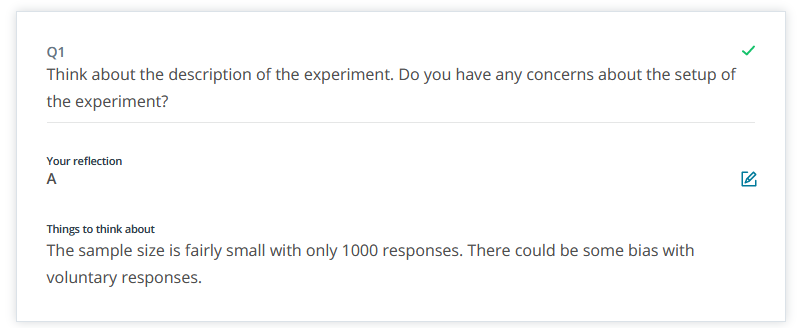 Q1
Think about the description of the experiment. Do you have any concerns about the setup of
the experiment?
Your reflection
A
Things to think about
The sample size is fairly small with only 1000 responses. There could be some bias with
voluntary responses.